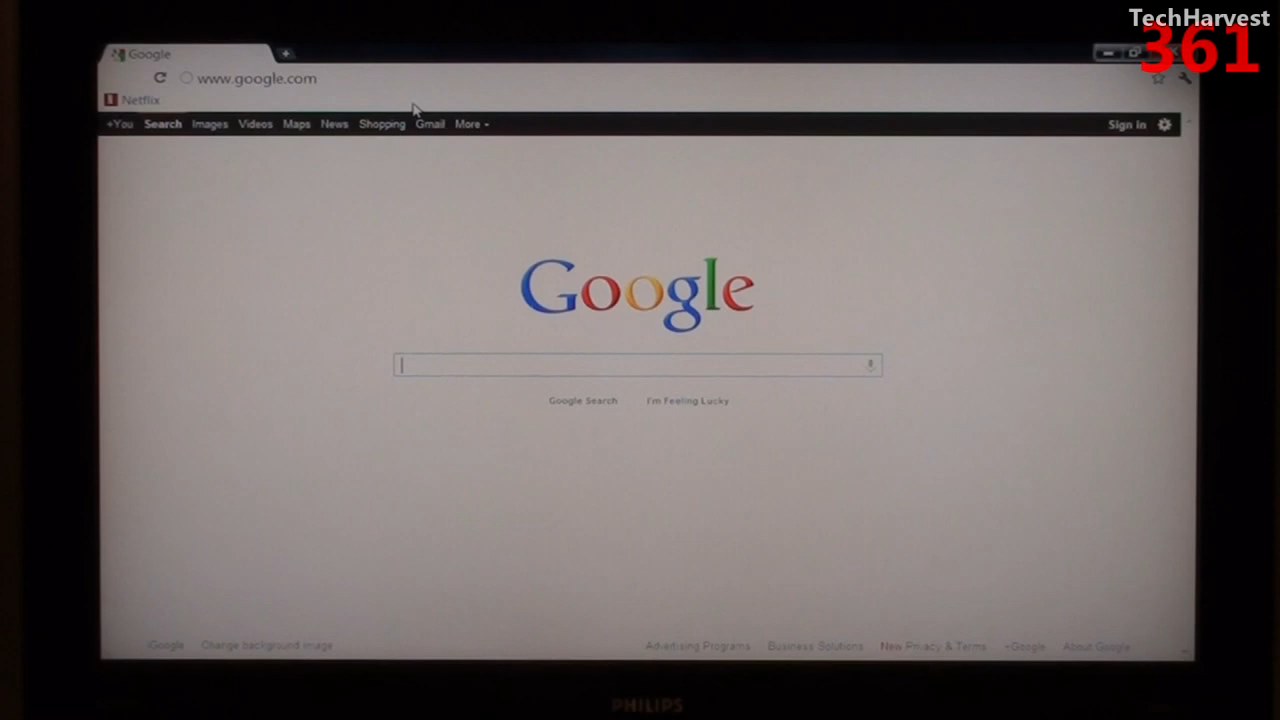 TechHarvest
361
Google
www.google.com
Netflix
+You Search Images Videos Maps News Shopping Gmail More Sign in
Google
Google Search I'm Feeling Lucky
iGoogle Change background image Advertising Programs Business Solutions New Privacy & Terms +Google About Google
PHILIPS